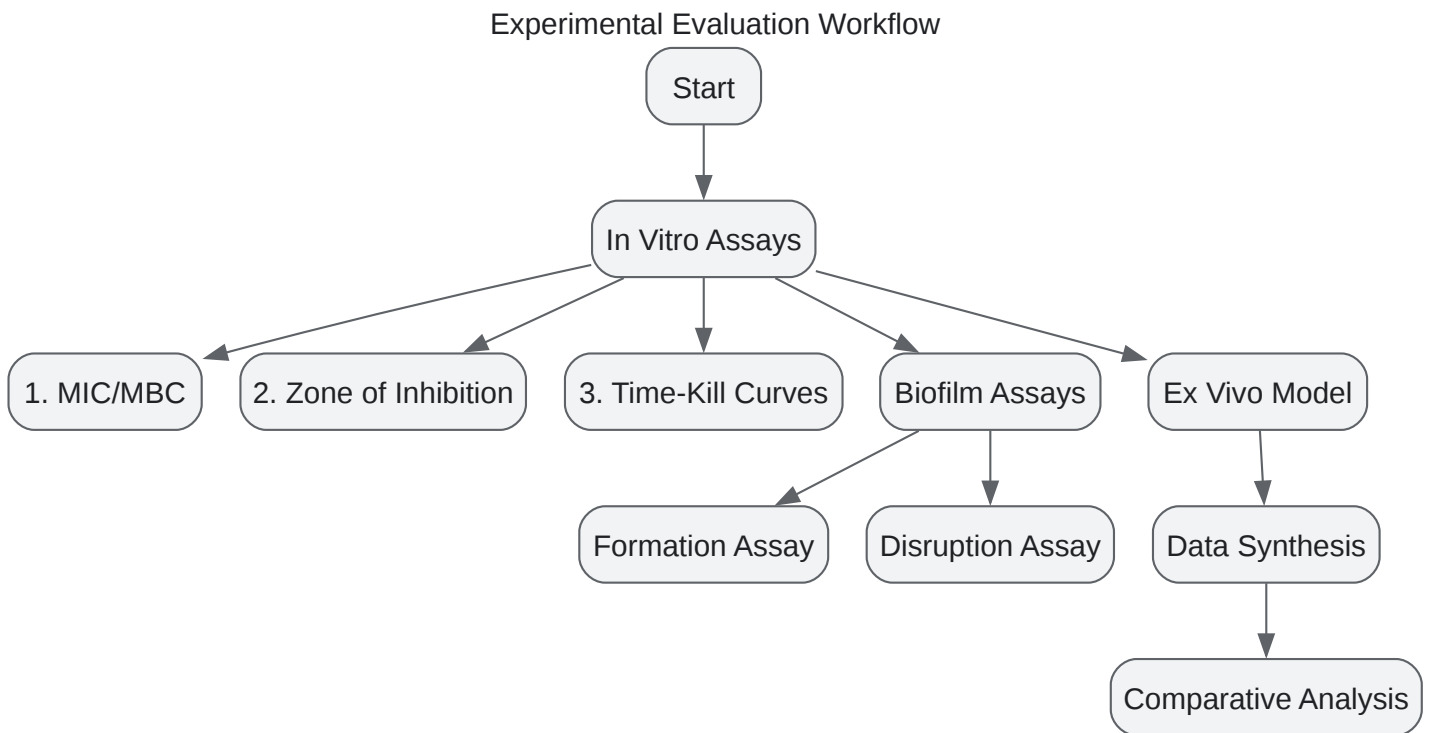 Experimental Evaluation Workflow
Start
In Vitro Assays
1. MIC/MBC
2. Zone of Inhibition
3. Time-Kill Curves
Biofilm Assays
Ex Vivo Model
Formation Assay
Disruption Assay
Data Synthesis
Comparative Analysis